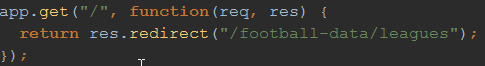 app.get("/", function(req, res) {
  return res.redirect("/football-data/leagues");
});